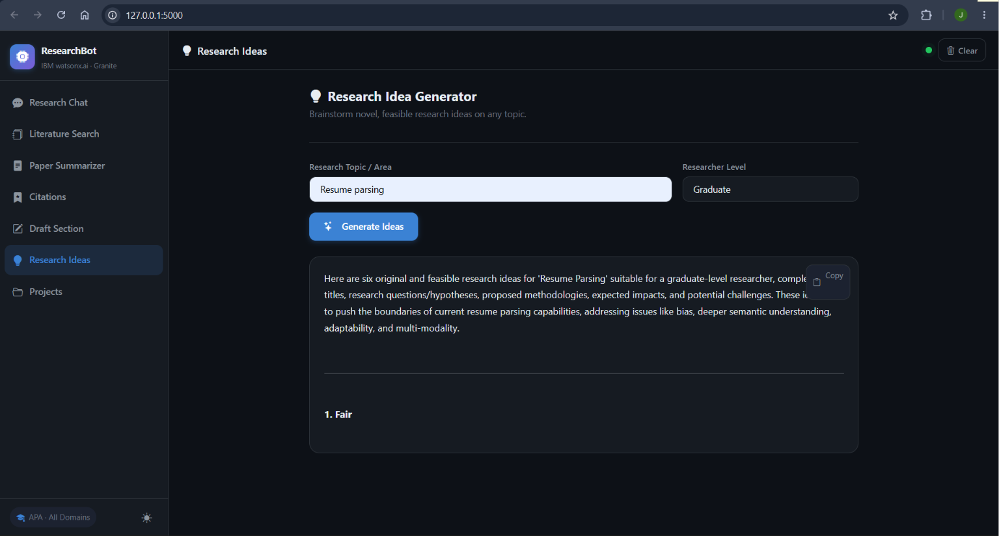 127.0.0.1:5000
J
ResearchBot
IBM watsonx.ai · Granite
Research Chat
Literature Search
Paper Summarizer
Citations
Draft Section
Research Ideas
Projects
APA · All Domains
Research Ideas
Clear
Research Idea Generator
Brainstorm novel, feasible research ideas on any topic.
Research Topic / Area
Researcher Level
Resume parsing
Graduate
Generate Ideas
Copy
Here are six original and feasible research ideas for 'Resume Parsing' suitable for a graduate-level researcher,
titles, research questions/hypotheses, proposed methodologies, expected impacts, and potential challenges. These
to push the boundaries of current resume parsing capabilities, addressing issues like bias, deeper semantic understanding,
adaptability, and multi-modality.
1. Fair